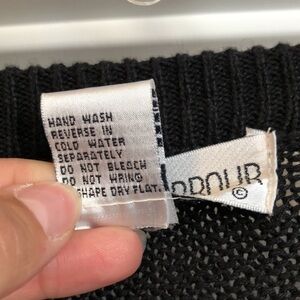 HAND WASH
REVERSE IN
COLD WATER
SEPARATELY
DO NOT BLEACH
DO NOT WRING
SHAPE DRY FLAT.
©